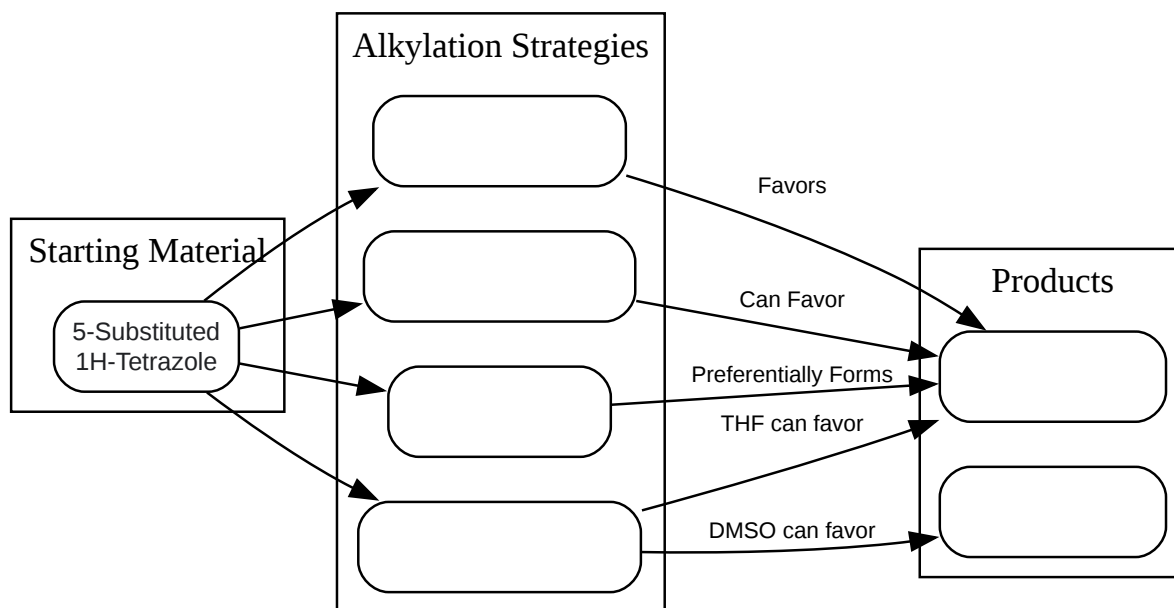 Alkylation Strategies
Starting Material
5-Substituted
1H-Tetrazole
Favors
Can Favor
Preferentially Forms
THF can favor
DMSO can favor
Products